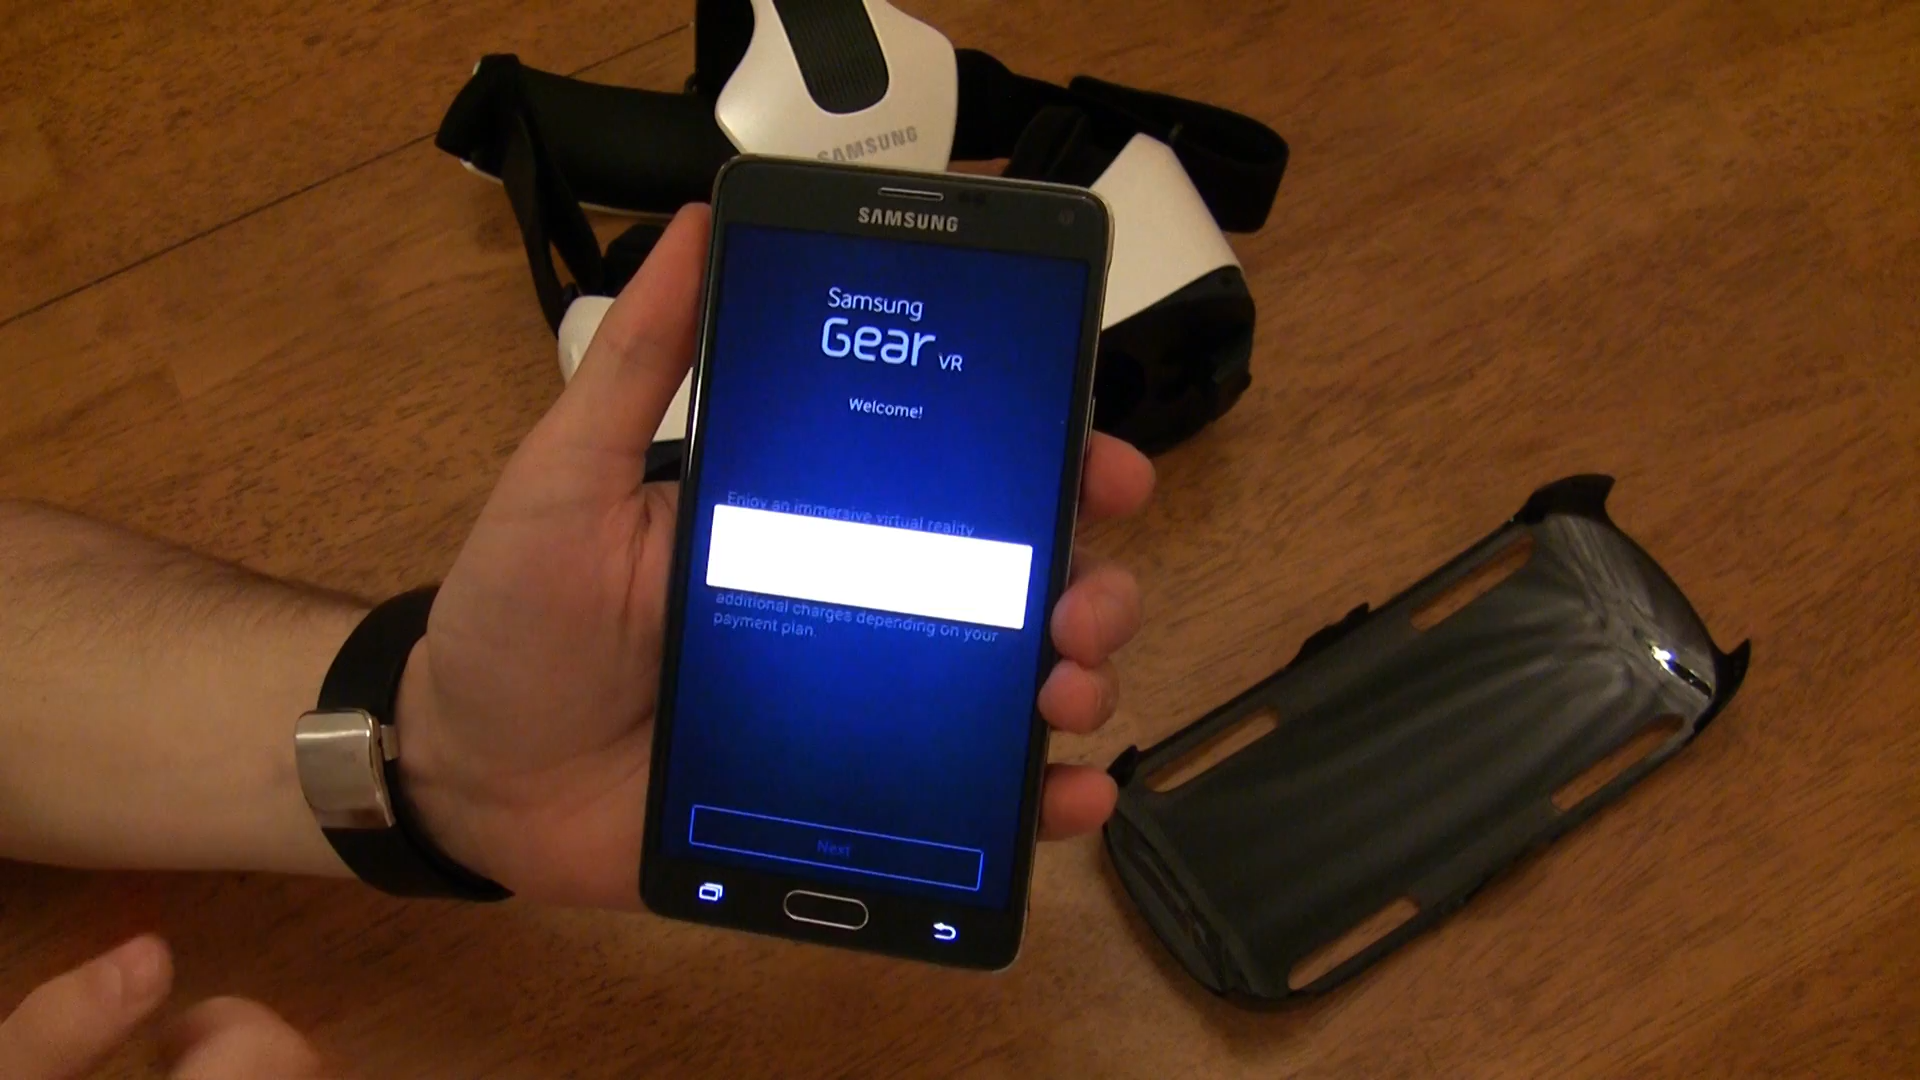 SAMSUNG
SAMSUNG
Samsung
Gear VR
Welcome!
Enjoy an immersive virtual reality
additional charges depending on your
payment plan.
Next